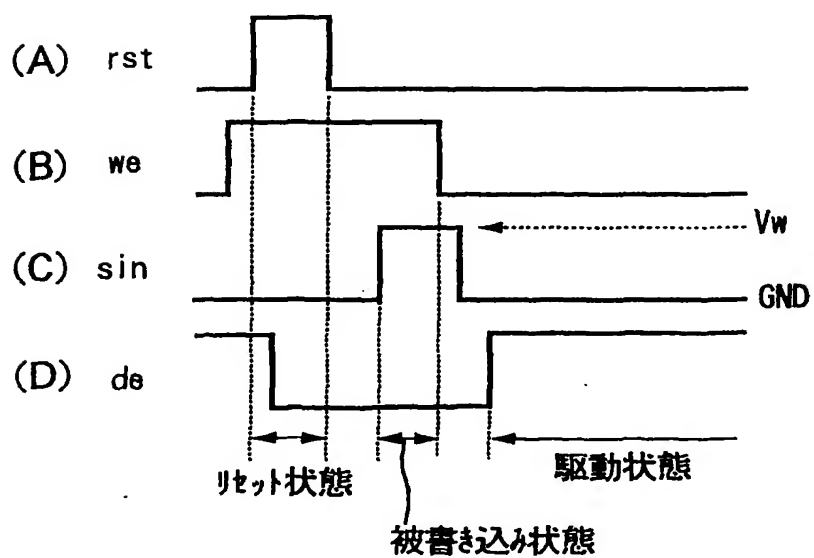 (A) rst
(B) we
Vw
(C) sin
GND
(D) de
リセット状態
駆動状態
被書き込み状態